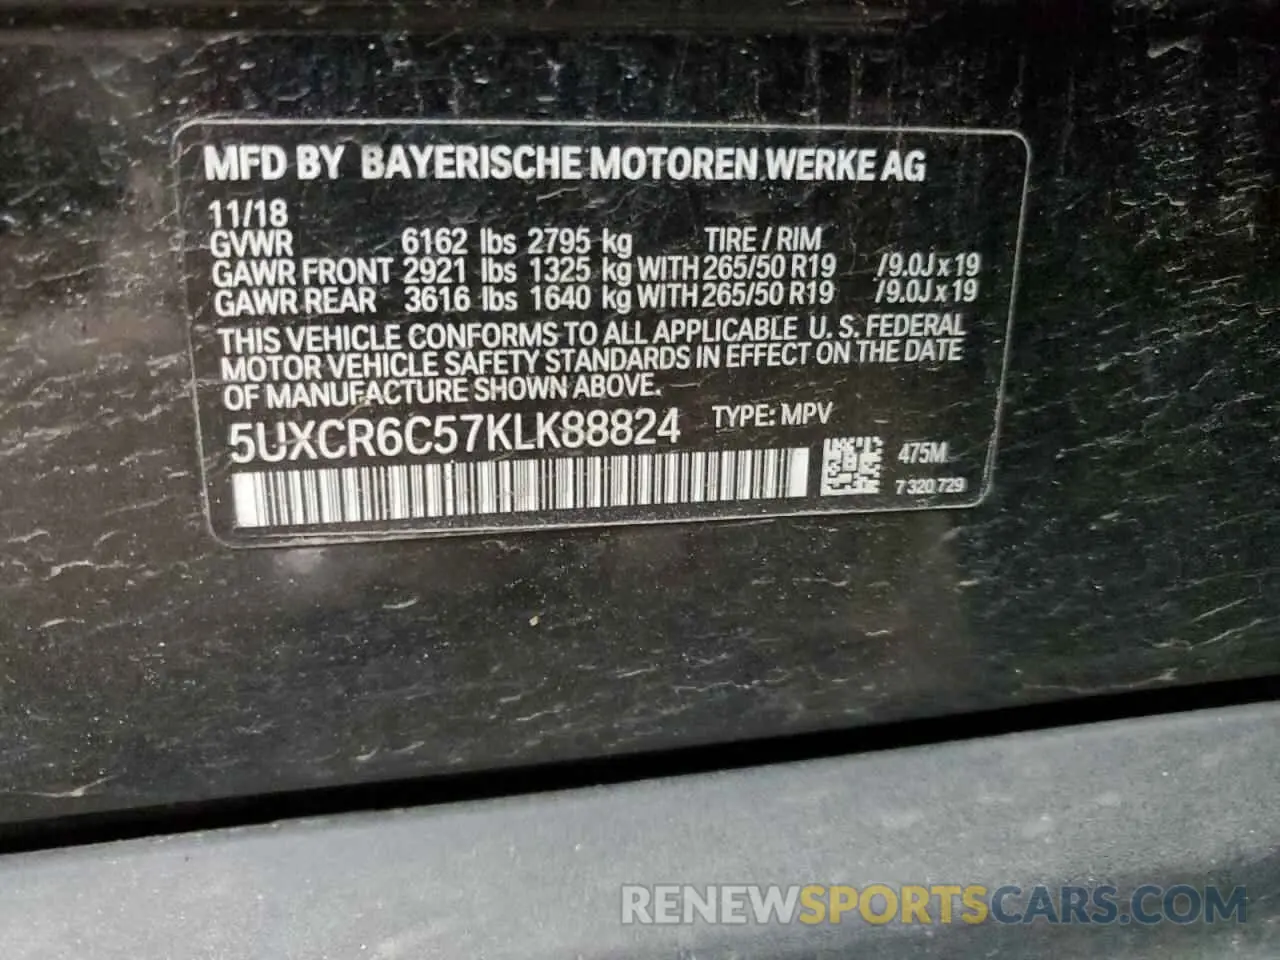 MFD BY BAYERISCHE MOTOREN WERKE AG
11/18
GVWR 6162 lbs 2795 kg TIRE / RIM
GAWR FRONT 2921 lbs 1325 kg WITH 265/50 R19 /9.0J x 19
GAWR REAR 3616 lbs 1640 kg WITH 265/50 R19 /9.0J x 19
THIS VEHICLE CONFORMS TO ALL APPLICABLE U. S. FEDERAL
MOTOR VEHICLE SAFETY STANDARDS IN EFFECT ON THE DATE
OF MANUFACTURE SHOWN ABOVE.
5UXCR6C57KLK88824 TYPE: MPV
475M
7 320 729
RENEWSPORTSCARS.COM